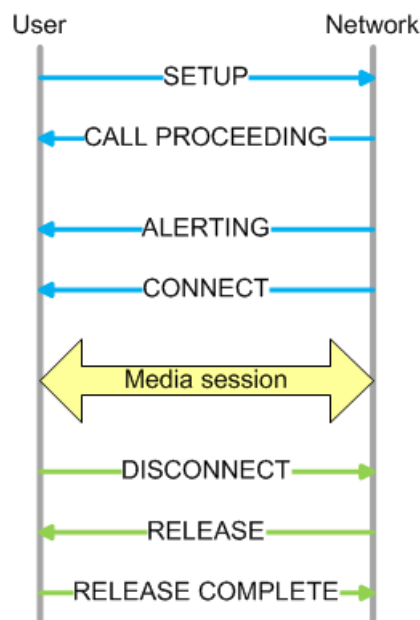 User Network
SETUP
CALL PROCEEDING
ALERTING
CONNECT
Media session
DISCONNECT
RELEASE
RELEASE COMPLETE